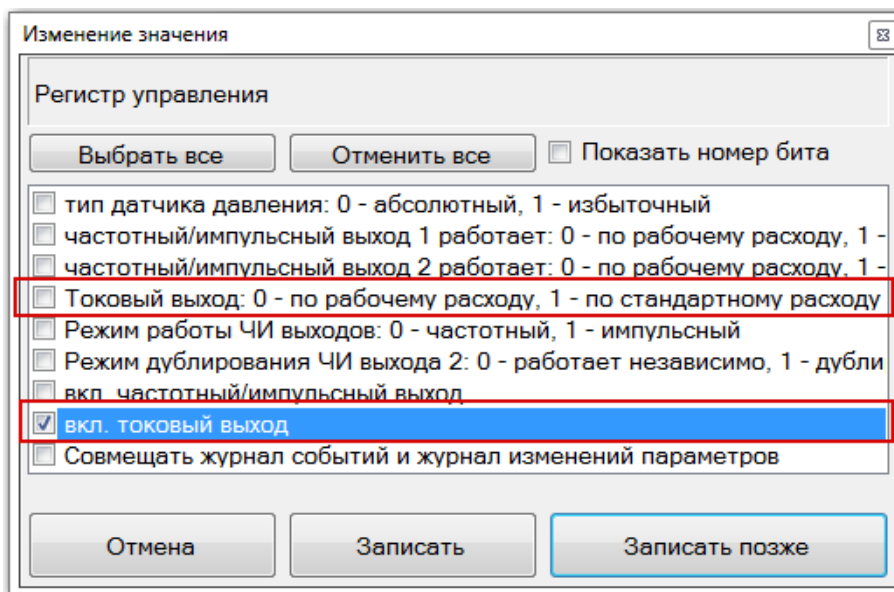 Изменение значения
Регистр управления
Выбрать все Отменить все Показать номер бита
тип датчика давления: 0 - абсолютный, 1 - избыточный
частотный/импульсный выход 1 работает: 0 - по рабочему расходу, 1 -
частотный/импульсный выход 2 работает: 0 - по рабочему расходу, 1 -
Токовый выход: 0 - по рабочему расходу, 1 - по стандартному расходу
Режим работы ЧИ выходов: 0 - частотный, 1 - импульсный
Режим дублирования ЧИ выхода 2: 0 - работает независимо, 1 - дубли
вкл. частотный/импульсный выход
вкл. токовый выход
Совмещать журнал событий и журнал изменений параметров
Отмена Записать Записать позже